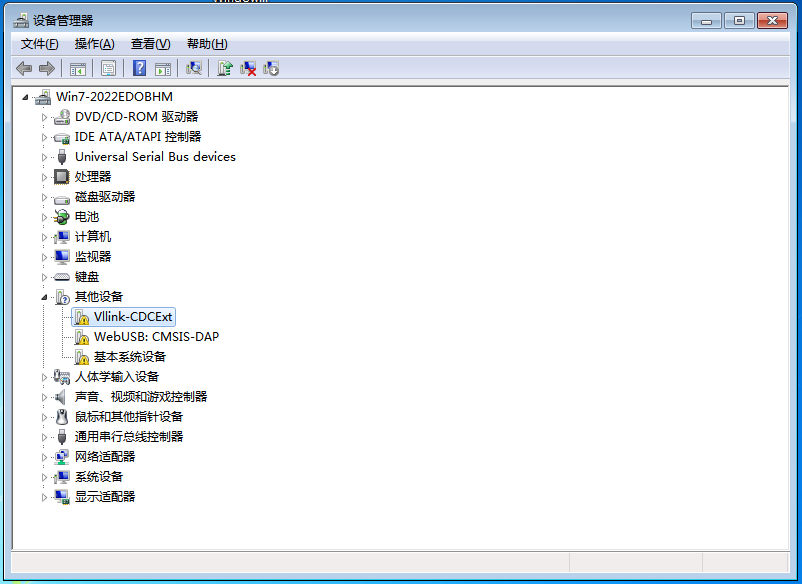 设备管理器
文件(F) 操作(A) 查看(V) 帮助(H)
Win7-2022EDOBHM
DVD/CD-ROM 驱动器
IDE ATA/ATAPI 控制器
Universal Serial Bus devices
处理器
磁盘驱动器
电池
计算机
监视器
键盘
其他设备
Vllink-CDCExt
WebUSB: CMSIS-DAP
基本系统设备
人体学输入设备
声音、视频和游戏控制器
鼠标和其他指针设备
通用串行总线控制器
网络适配器
系统设备
显示适配器